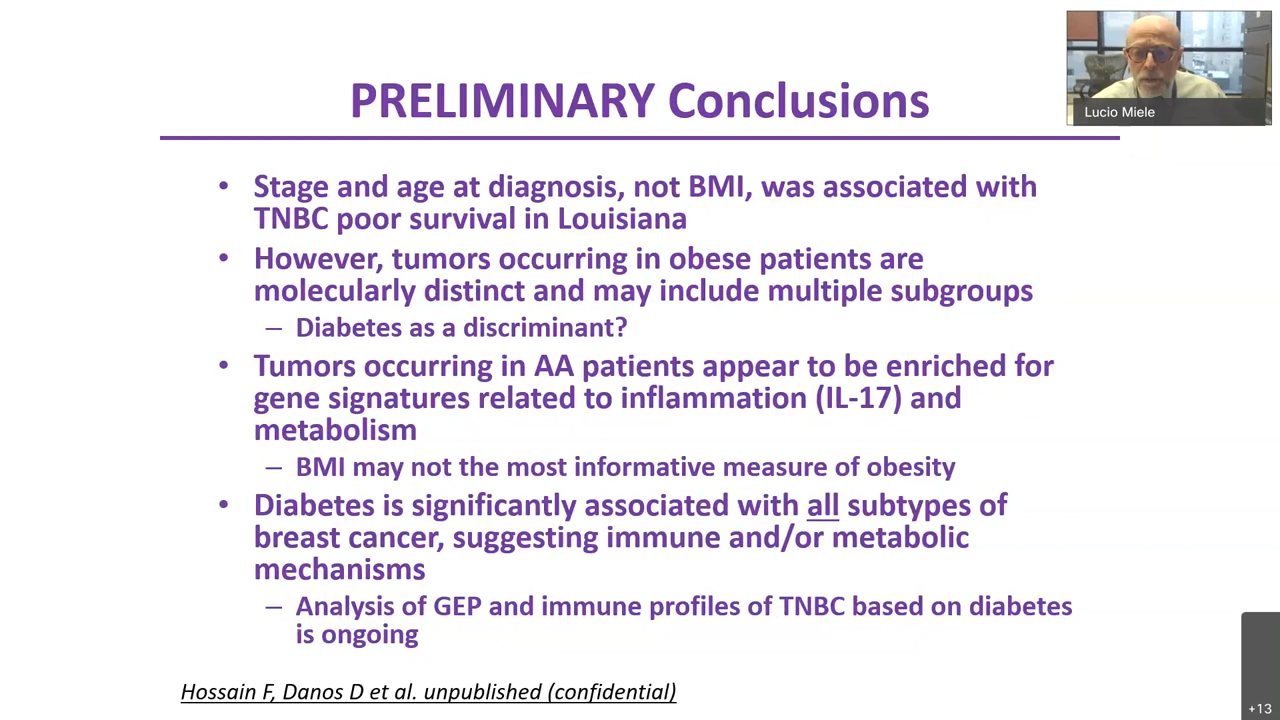 PRELIMINARY Conclusions
Lucio Miele
• Stage and age at diagnosis, not BMI, was associated with
TNBC poor survival in Louisiana
• However, tumors occurring in obese patients are
molecularly distinct and may include multiple subgroups
– Diabetes as a discriminant?
• Tumors occurring in AA patients appear to be enriched for
gene signatures related to inflammation (IL-17) and
metabolism
– BMI may not the most informative measure of obesity
• Diabetes is significantly associated with all subtypes of
breast cancer, suggesting immune and/or metabolic
mechanisms
– Analysis of GEP and immune profiles of TNBC based on diabetes
is ongoing
Hossain F, Danos D et al. unpublished (confidential)
+13